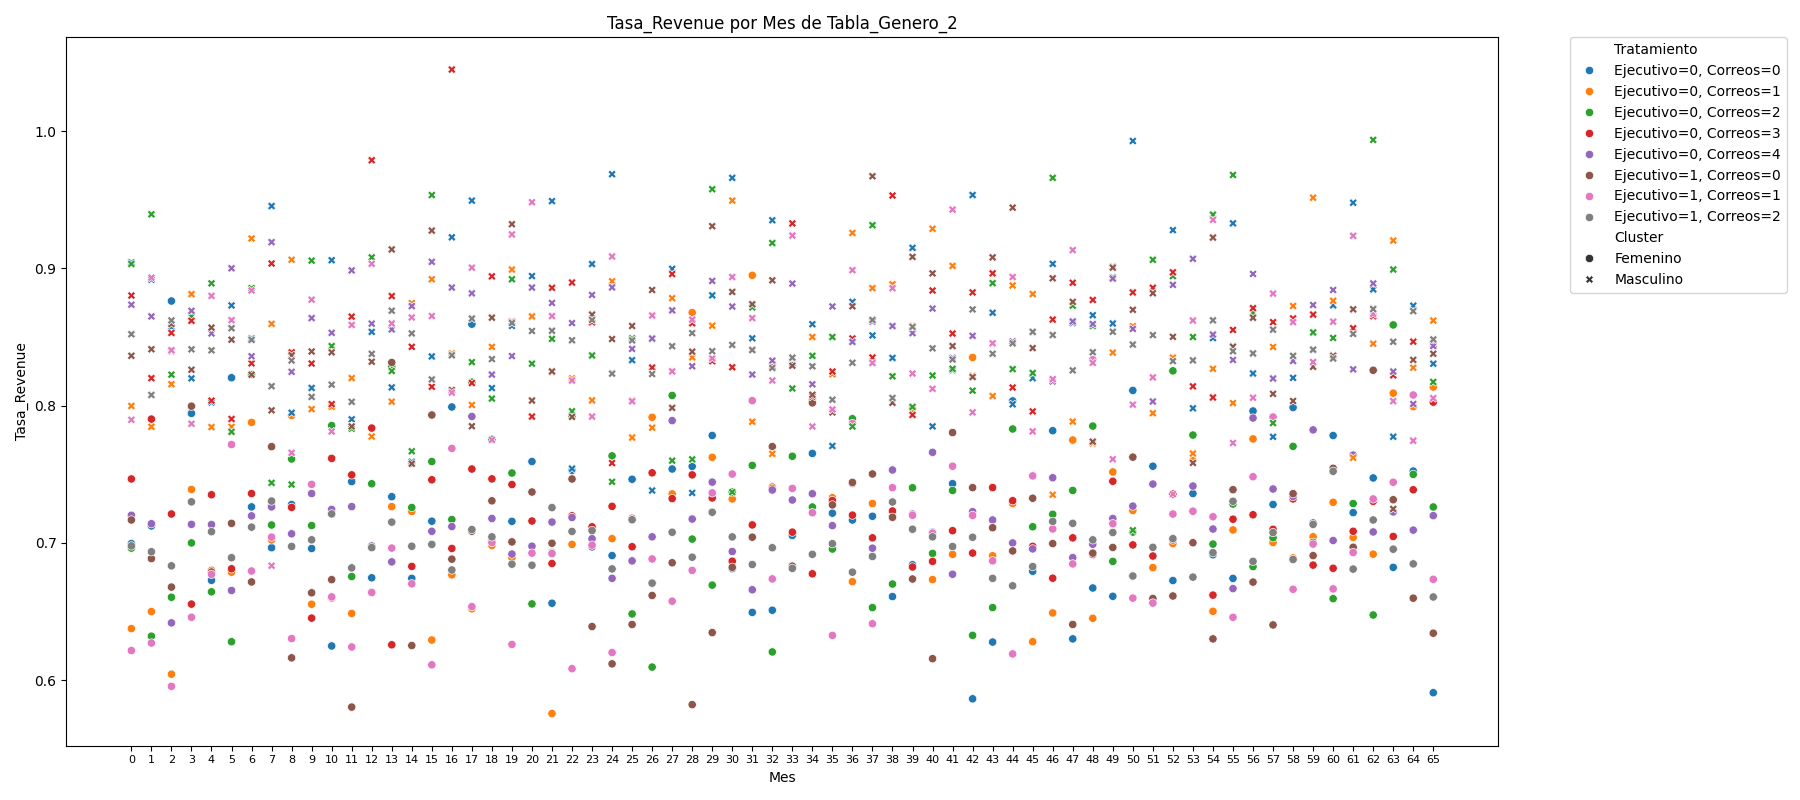 Tasa_Revenue por Mes de Tabla_Genero_2
Tasa_Revenue
1.0
0.9
0.8
0.7
0.6
0 1 2 3 4 5 6 7 8 9 10 11 12 13 14 15 16 17 18 19 20 21 22 23 24 25 26 27 28 29 30 31 32 33 34 35 36 37 38 39 40 41 42 43 44 45 46 47 48 49 50 51 52 53 54 55 56 57 58 59 60 61 62 63 64 65
Mes
Tratamiento
Ejecutivo=0, Correos=0
Ejecutivo=0, Correos=1
Ejecutivo=0, Correos=2
Ejecutivo=0, Correos=3
Ejecutivo=0, Correos=4
Ejecutivo=1, Correos=0
Ejecutivo=1, Correos=1
Ejecutivo=1, Correos=2
Cluster
Femenino
Masculino